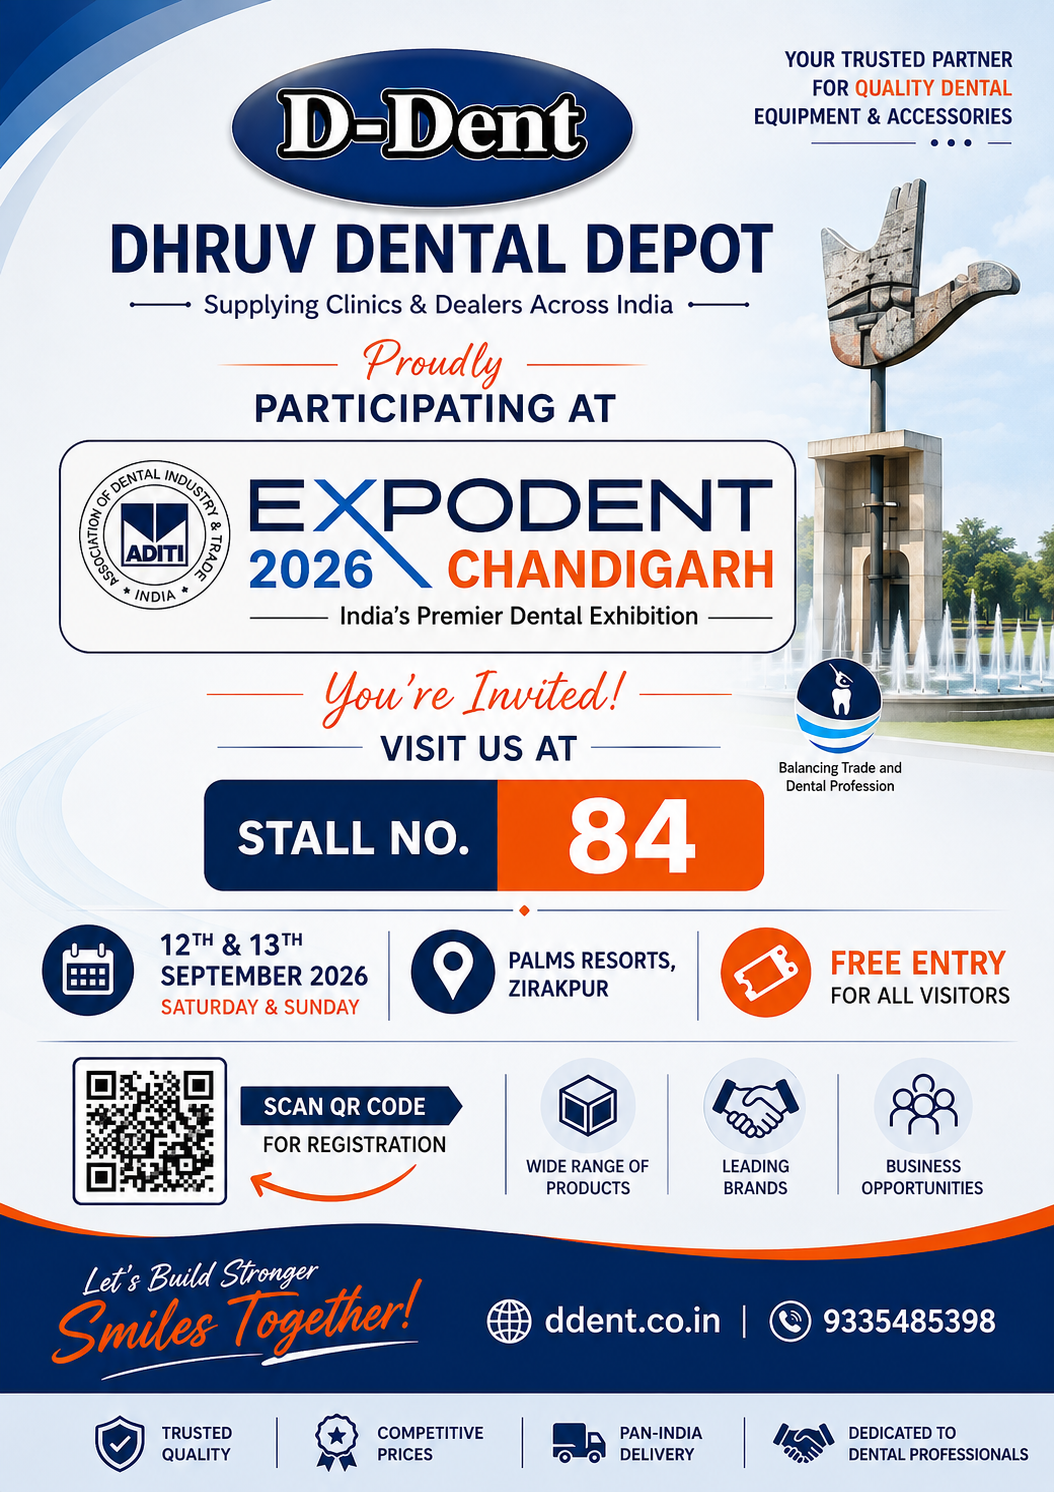 YOUR TRUSTED PARTNER
FOR QUALITY DENTAL
EQUIPMENT & ACCESSORIES
D-Dent
DHRUV DENTAL DEPOT
Supplying Clinics & Dealers Across India
Proudly
PARTICIPATING AT
ASSOCIATION OF DENTAL INDUSTRY & TRADE
INDIA
ADITI
EXPODENT
2026 CHANDIGARH
India's Premier Dental Exhibition
You're Invited!
VISIT US AT
Balancing Trade and
Dental Profession
STALL NO. 84
12TH & 13TH
SEPTEMBER 2026
SATURDAY & SUNDAY
PALMS RESORTS,
ZIRAKPUR
FREE ENTRY
FOR ALL VISITORS
SCAN QR CODE
FOR REGISTRATION
WIDE RANGE OF
PRODUCTS
LEADING
BRANDS
BUSINESS
OPPORTUNITIES
Let's Build Stronger
Smiles Together!
ddent.co.in | 9335485398
TRUSTED
QUALITY
COMPETITIVE
PRICES
PAN-INDIA
DELIVERY
DEDICATED TO
DENTAL PROFESSIONALS